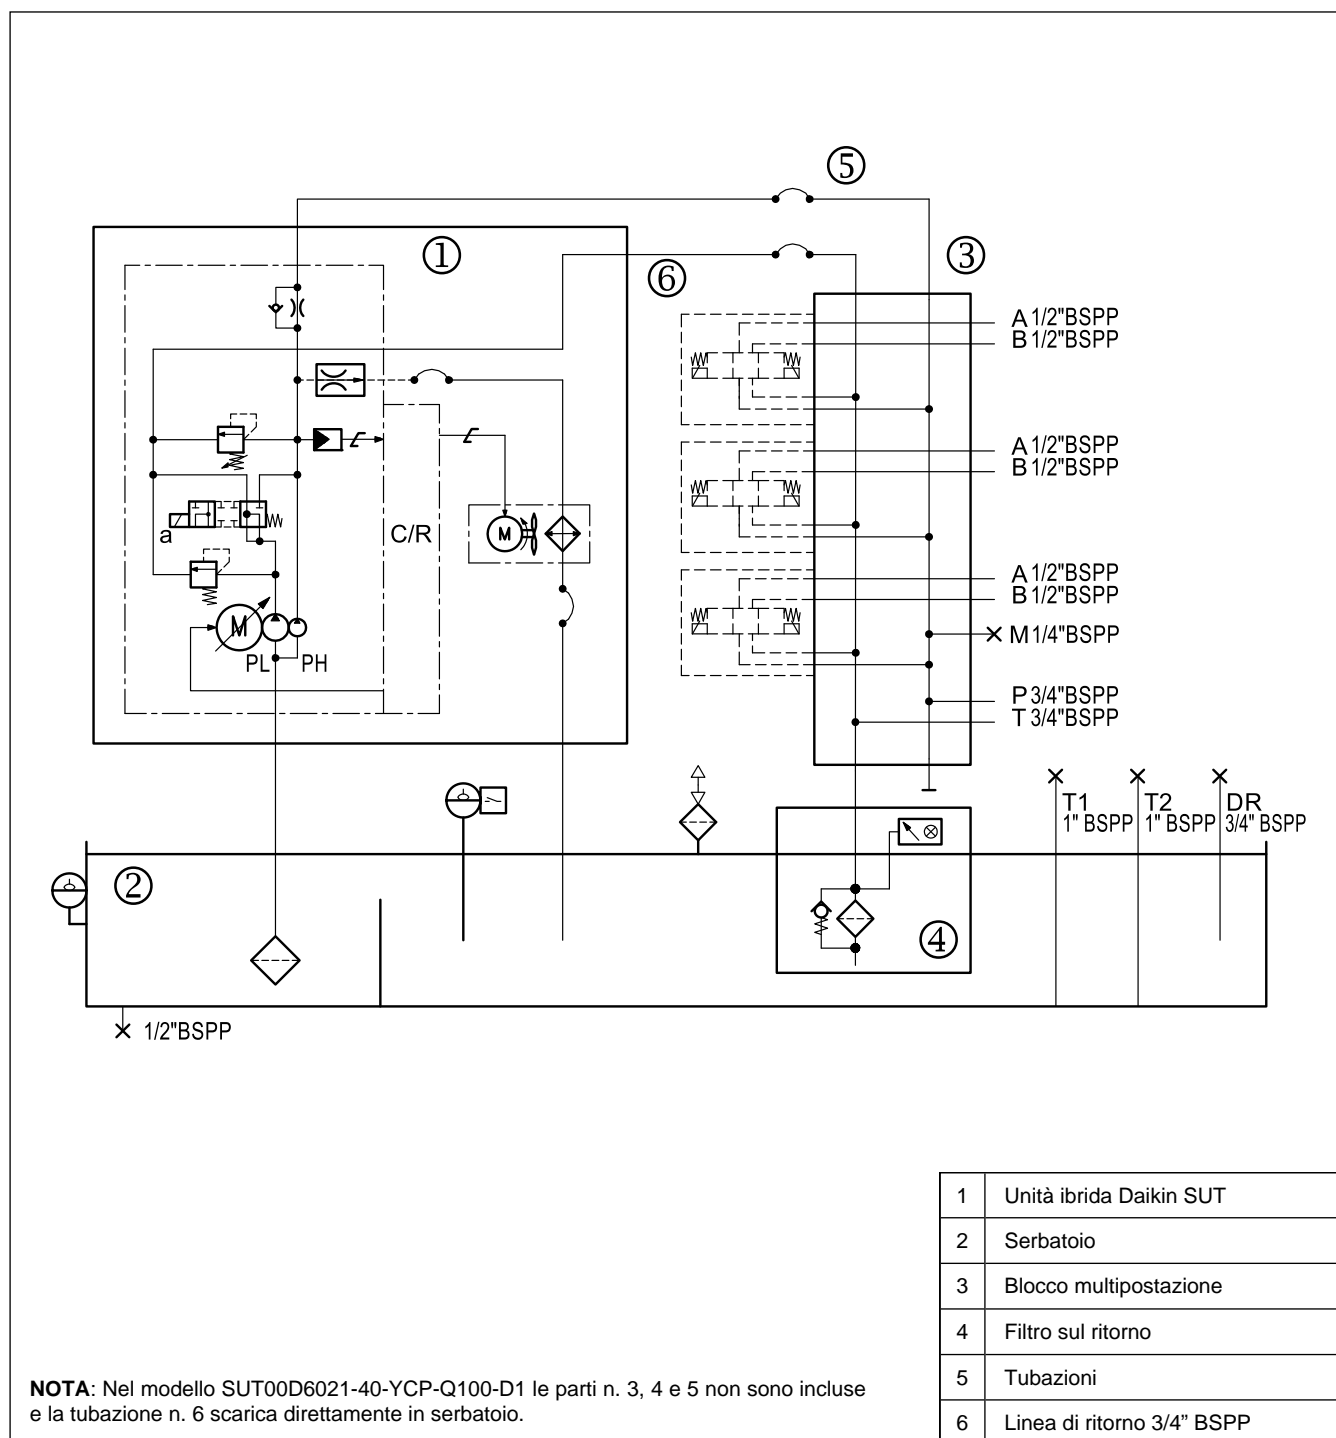 ⑤
①
③
⑥
A 1/2"BSPP
B 1/2"BSPP
A 1/2"BSPP
B 1/2"BSPP
a
C/R
M
A 1/2"BSPP
B 1/2"BSPP
M
M 1/4"BSPP
PL
PH
P 3/4"BSPP
T 3/4"BSPP
T1
1" BSPP
T2
1" BSPP
DR
3/4" BSPP
②
④
1/2"BSPP
1 Unità ibrida Daikin SUT
2 Serbatoio
3 Blocco multipostazione
4 Filtro sul ritorno
5 Tubazioni
6 Linea di ritorno 3/4” BSPP
NOTA: Nel modello SUT00D6021-40-YCP-Q100-D1 le parti n. 3, 4 e 5 non sono incluse
e la tubazione n. 6 scarica direttamente in serbatoio.